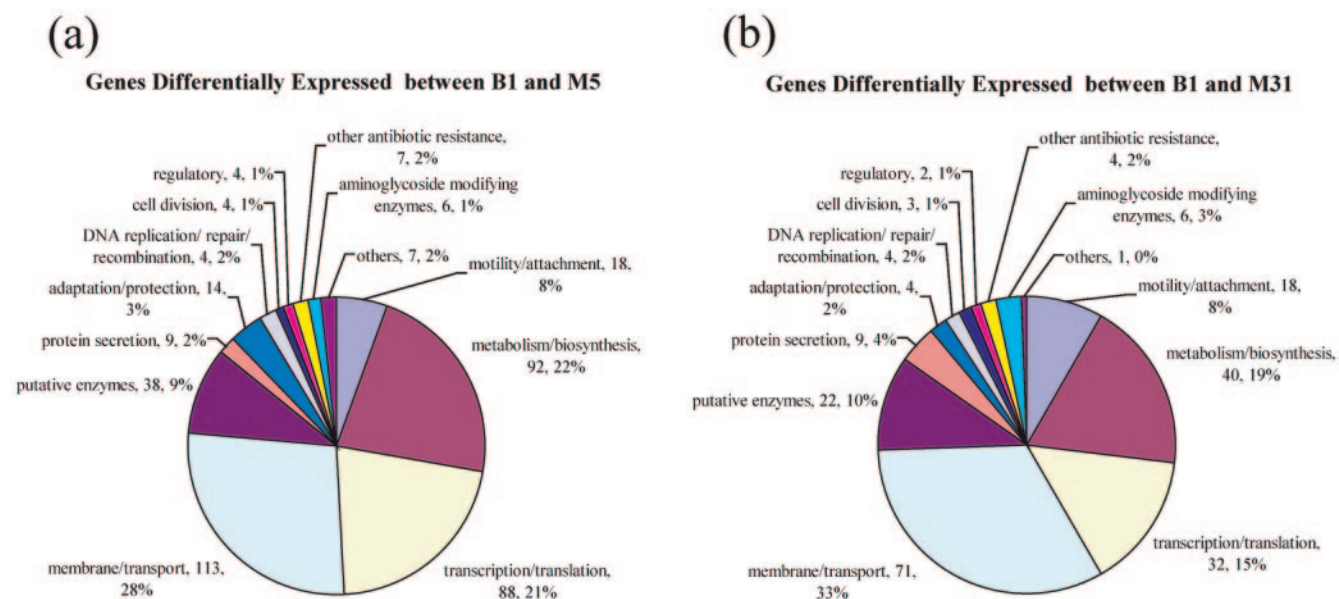 (a)
Genes Differentially Expressed between B1 and M5
other antibiotic resistance,
7, 2%
regulatory, 4, 1%
aminoglycoside modifying
enzymes, 6, 1%
cell division, 4, 1%
DNA replication/ repair/
recombination, 4, 2%
others, 7, 2%
motility/attachment, 18,
8%
adaptation/protection, 14,
3%
protein secretion, 9, 2%
metabolism/biosynthesis,
92, 22%
putative enzymes, 38, 9%
membrane/transport, 113,
28%
transcription/translation,
88, 21%
(b)
Genes Differentially Expressed between B1 and M31
other antibiotic resistance,
4, 2%
regulatory, 2, 1%
aminoglycoside modifying
enzymes, 6, 3%
cell division, 3, 1%
DNA replication/ repair/
recombination, 4, 2%
others, 1, 0%
motility/attachment, 18,
8%
adaptation/protection, 4,
2%
protein secretion, 9, 4%
metabolism/biosynthesis,
40, 19%
putative enzymes, 22, 10%
transcription/translation,
32, 15%
membrane/transport, 71,
33%